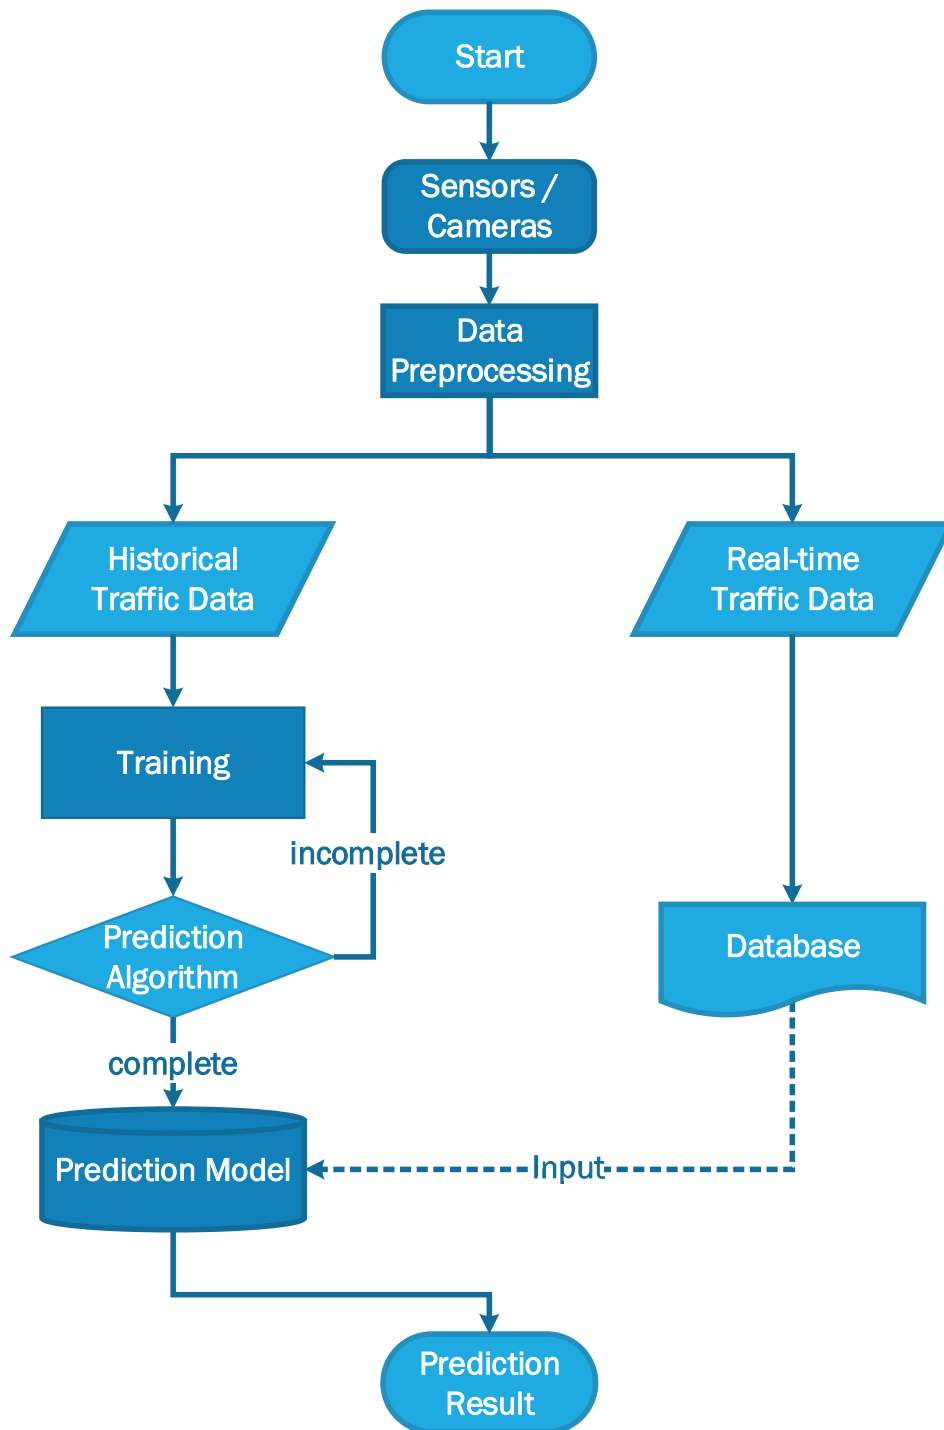 Start
Sensors /
Cameras
Data
Preprocessing
Historical
Traffic Data
Real-time
Traffic Data
Training
incomplete
Prediction
Algorithm
Database
complete
Prediction Model
Input
Prediction
Result